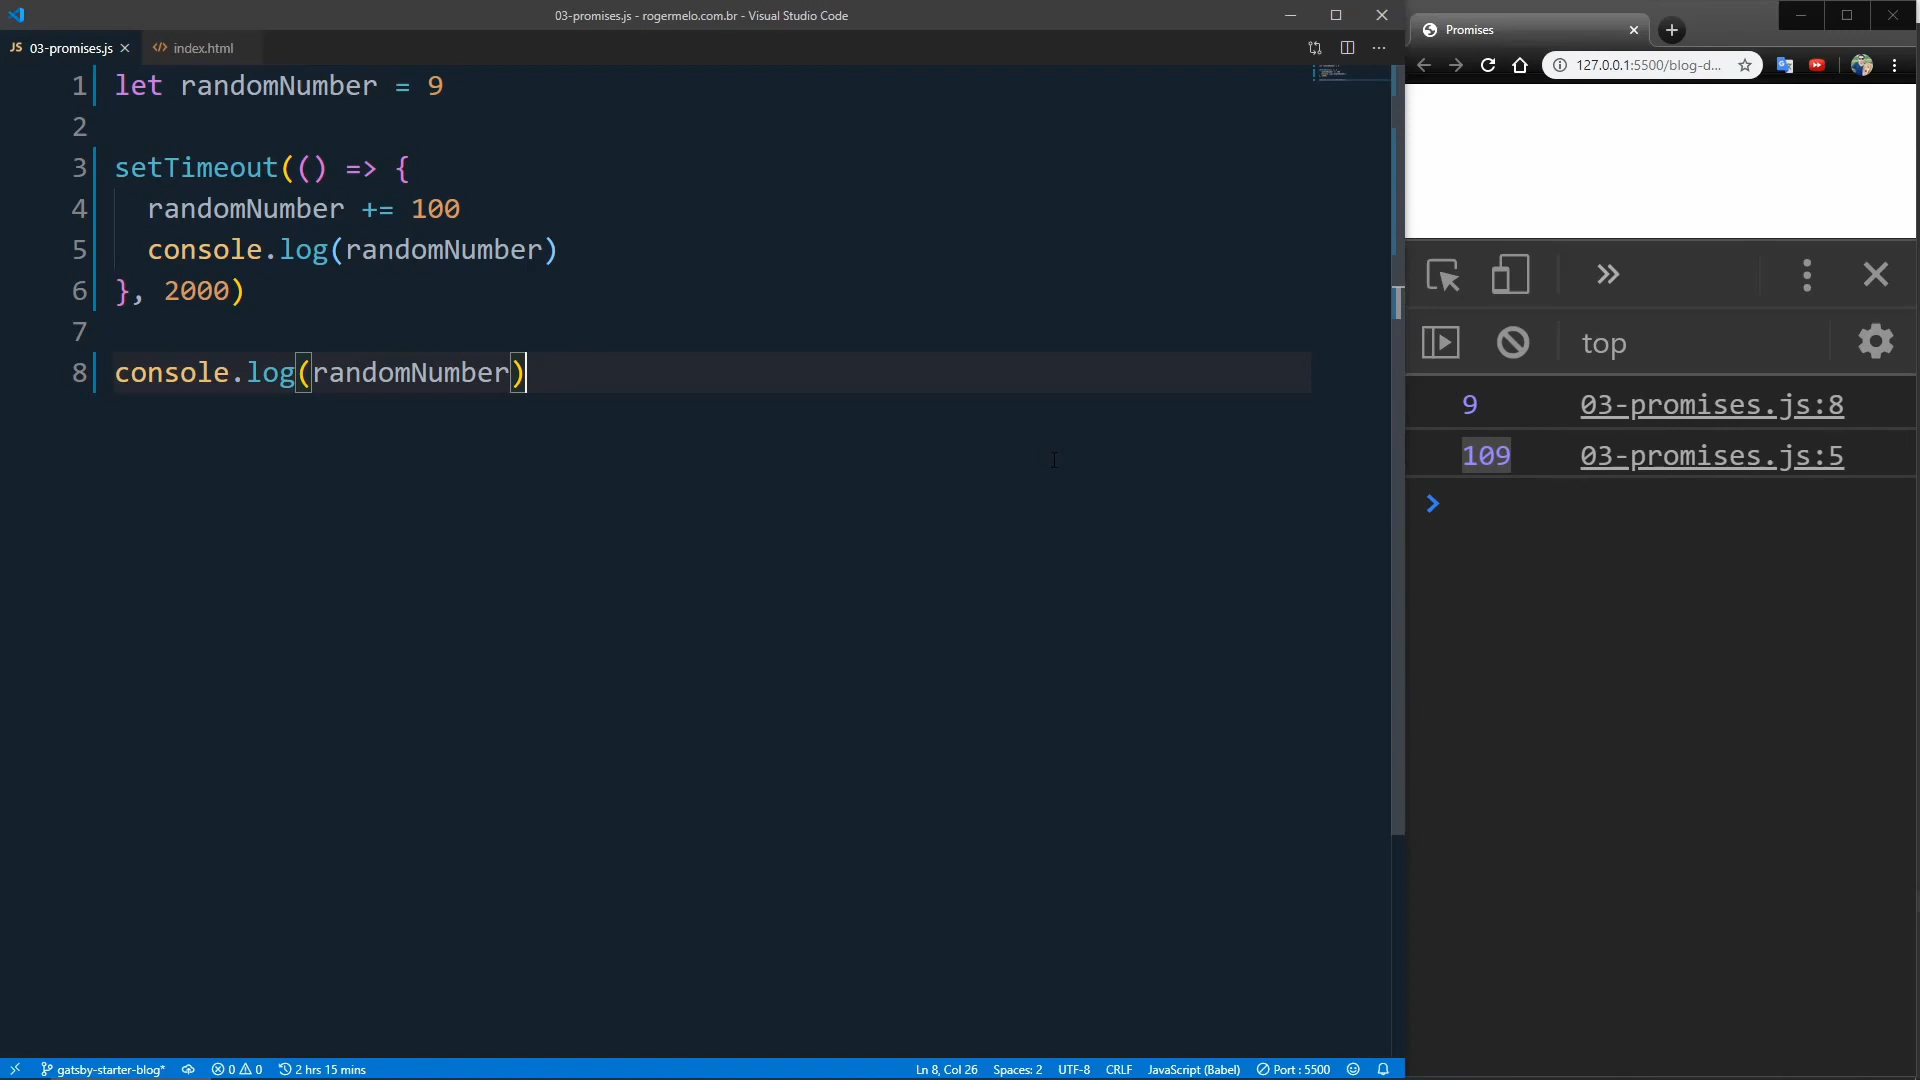 03-promises.js - rogermelo.com.br - Visual Studio Code
JS 03-promises.js
index.html
1 let randomNumber = 9
2
3 setTimeout(() => {
4 randomNumber += 100
5 console.log(randomNumber)
6 }, 2000)
7
8 console.log(randomNumber)
gatsby-starter-blog*
0
0
2 hrs 15 mins
Ln 8, Col 26
Spaces: 2
UTF-8
CRLF
JavaScript (Babel)
Port : 5500
Promises
127.0.0.1:5500/blog-d...
top
9 03-promises.js:8
109 03-promises.js:5